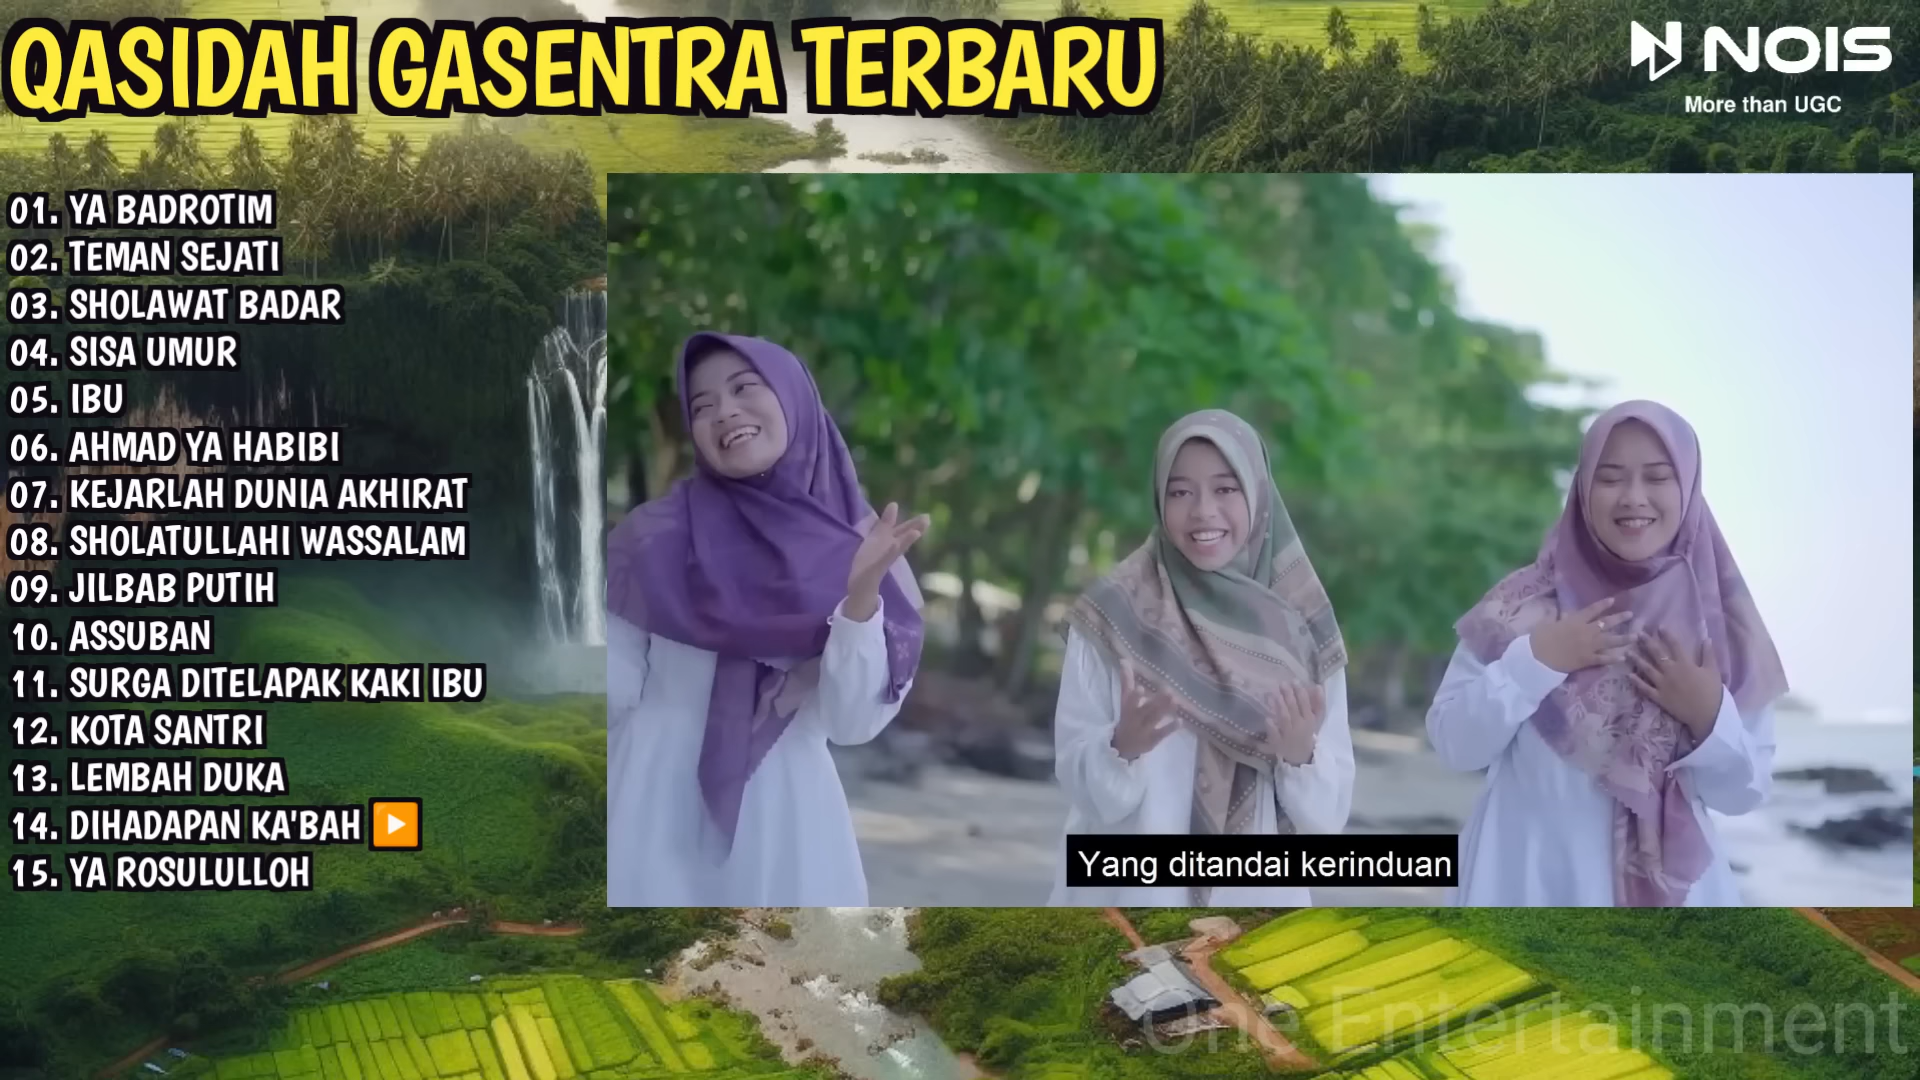 QASIDAH GASENTRA TERBARU
NOIS
More than UGC
01. YA BADROTIM
02. TEMAN SEJATI
03. SHOLAWAT BADAR
04. SISA UMUR
05. IBU
06. AHMAD YA HABIBI
07. KEJARLAH DUNIA AKHIRAT
08. SHOLATULLAHI WASSALAM
09. JILBAB PUTIH
10. ASSUBAN
11. SURGA DITELAPAK KAKI IBU
12. KOTA SANTRI
13. LEMBAH DUKA
14. DIHADAPAN KA'BAH
15. YA ROSULULLOH
Yang ditandai kerinduan
One Entertainment